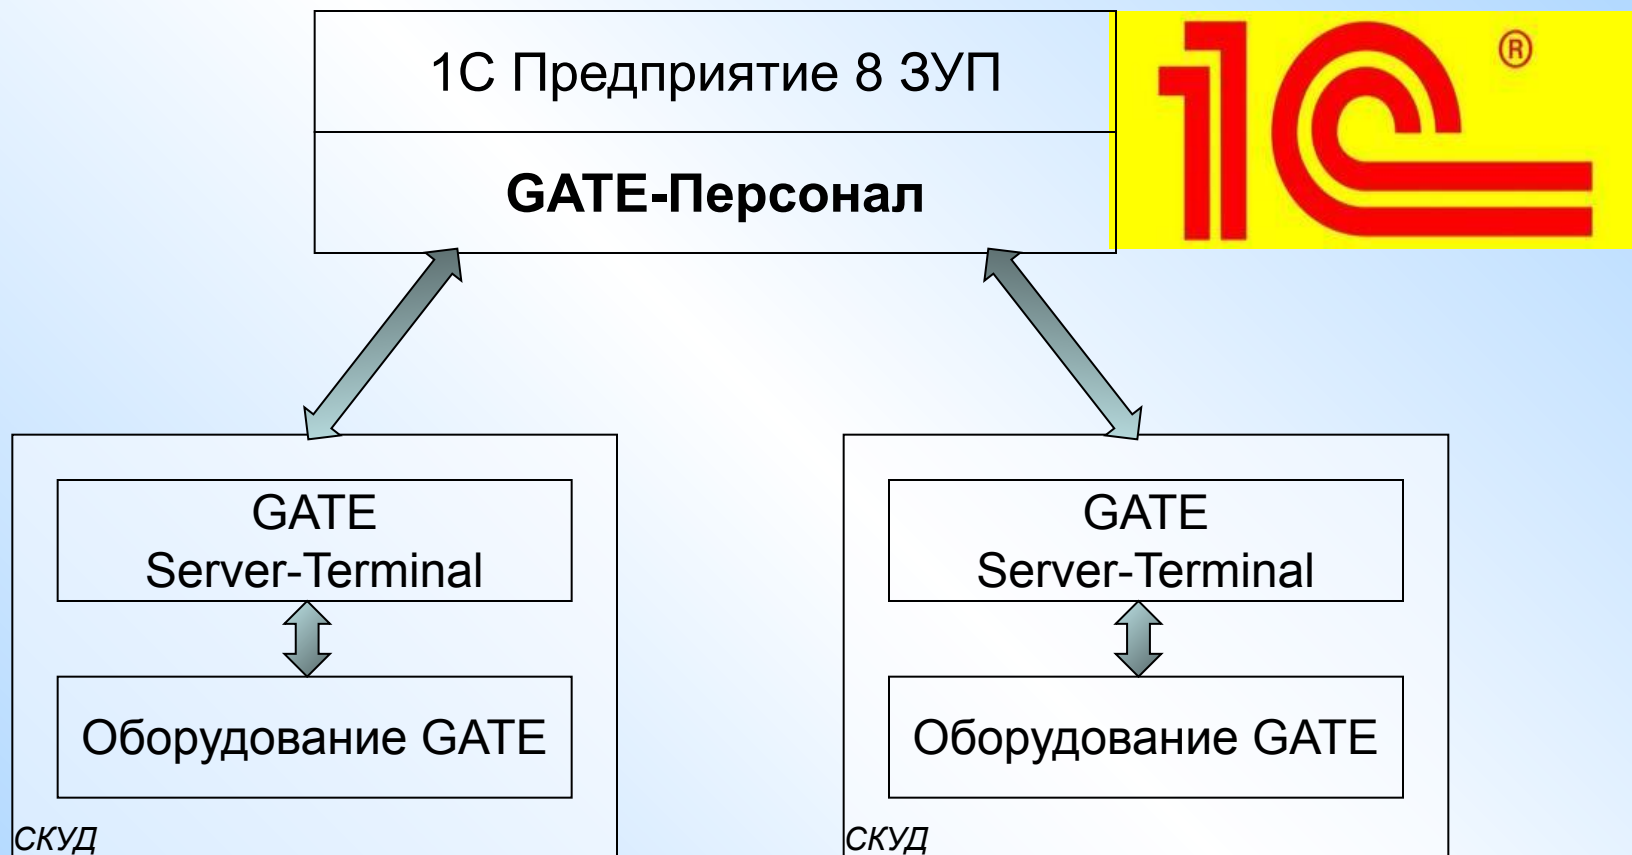 1С Предприятие 8 ЗУП
1С ®
GATE-Персонал
GATE
Server-Terminal
Оборудование GATE
СКУД
GATE
Server-Terminal
Оборудование GATE
СКУД